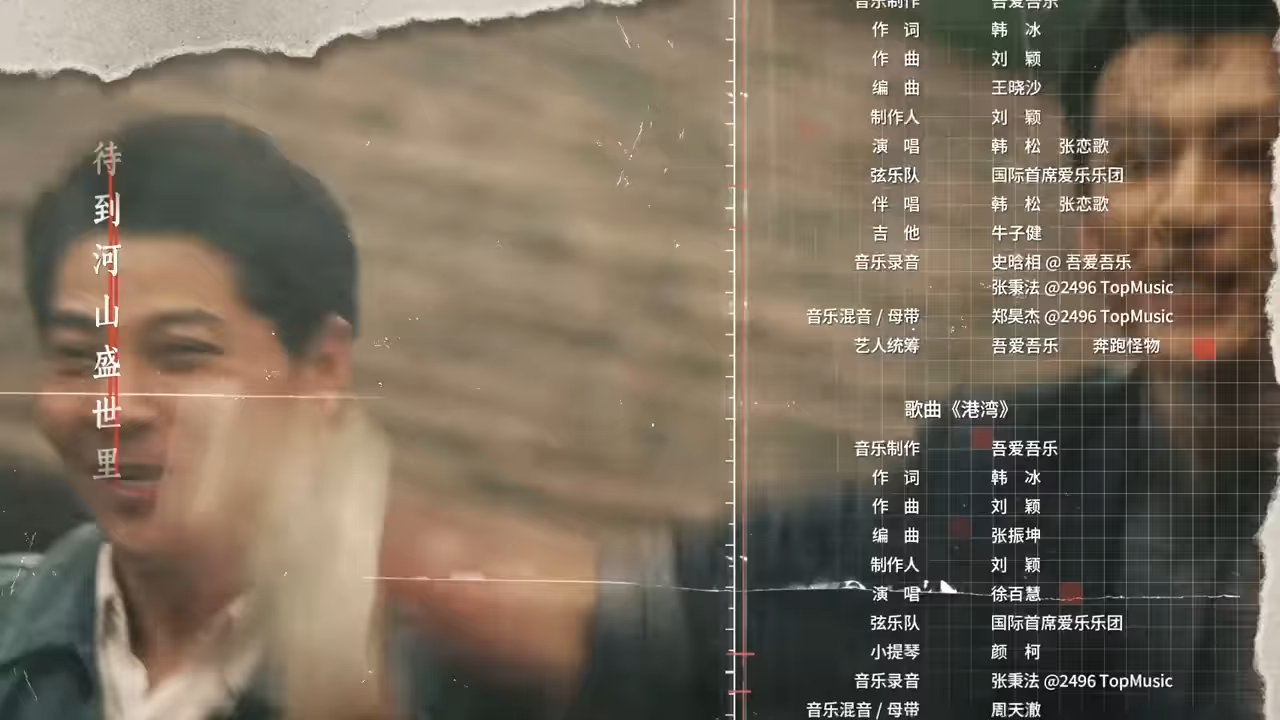 待到河山盛世里
音乐制作 吾爱吾乐
作 词 韩 冰
作 曲 刘 颖
编 曲 王晓沙
制作人 刘 颖
演 唱 韩 松 张恋歌
弦乐队 国际首席爱乐乐团
伴 唱 韩 松 张恋歌
吉 他 牛子健
音乐录音 史晗相 @ 吾爱吾乐
张秉法 @2496 TopMusic
音乐混音 / 母带 郑昊杰 @2496 TopMusic
艺人统筹 吾爱吾乐 奔跑怪物
歌曲《港湾》
音乐制作 吾爱吾乐
作 词 韩 冰
作 曲 刘 颖
编 曲 张振坤
制作人 刘 颖
演 唱 徐百慧
弦乐队 国际首席爱乐乐团
小提琴 颜 柯
音乐录音 张秉法 @2496 TopMusic
音乐混音 / 母带 周天澈